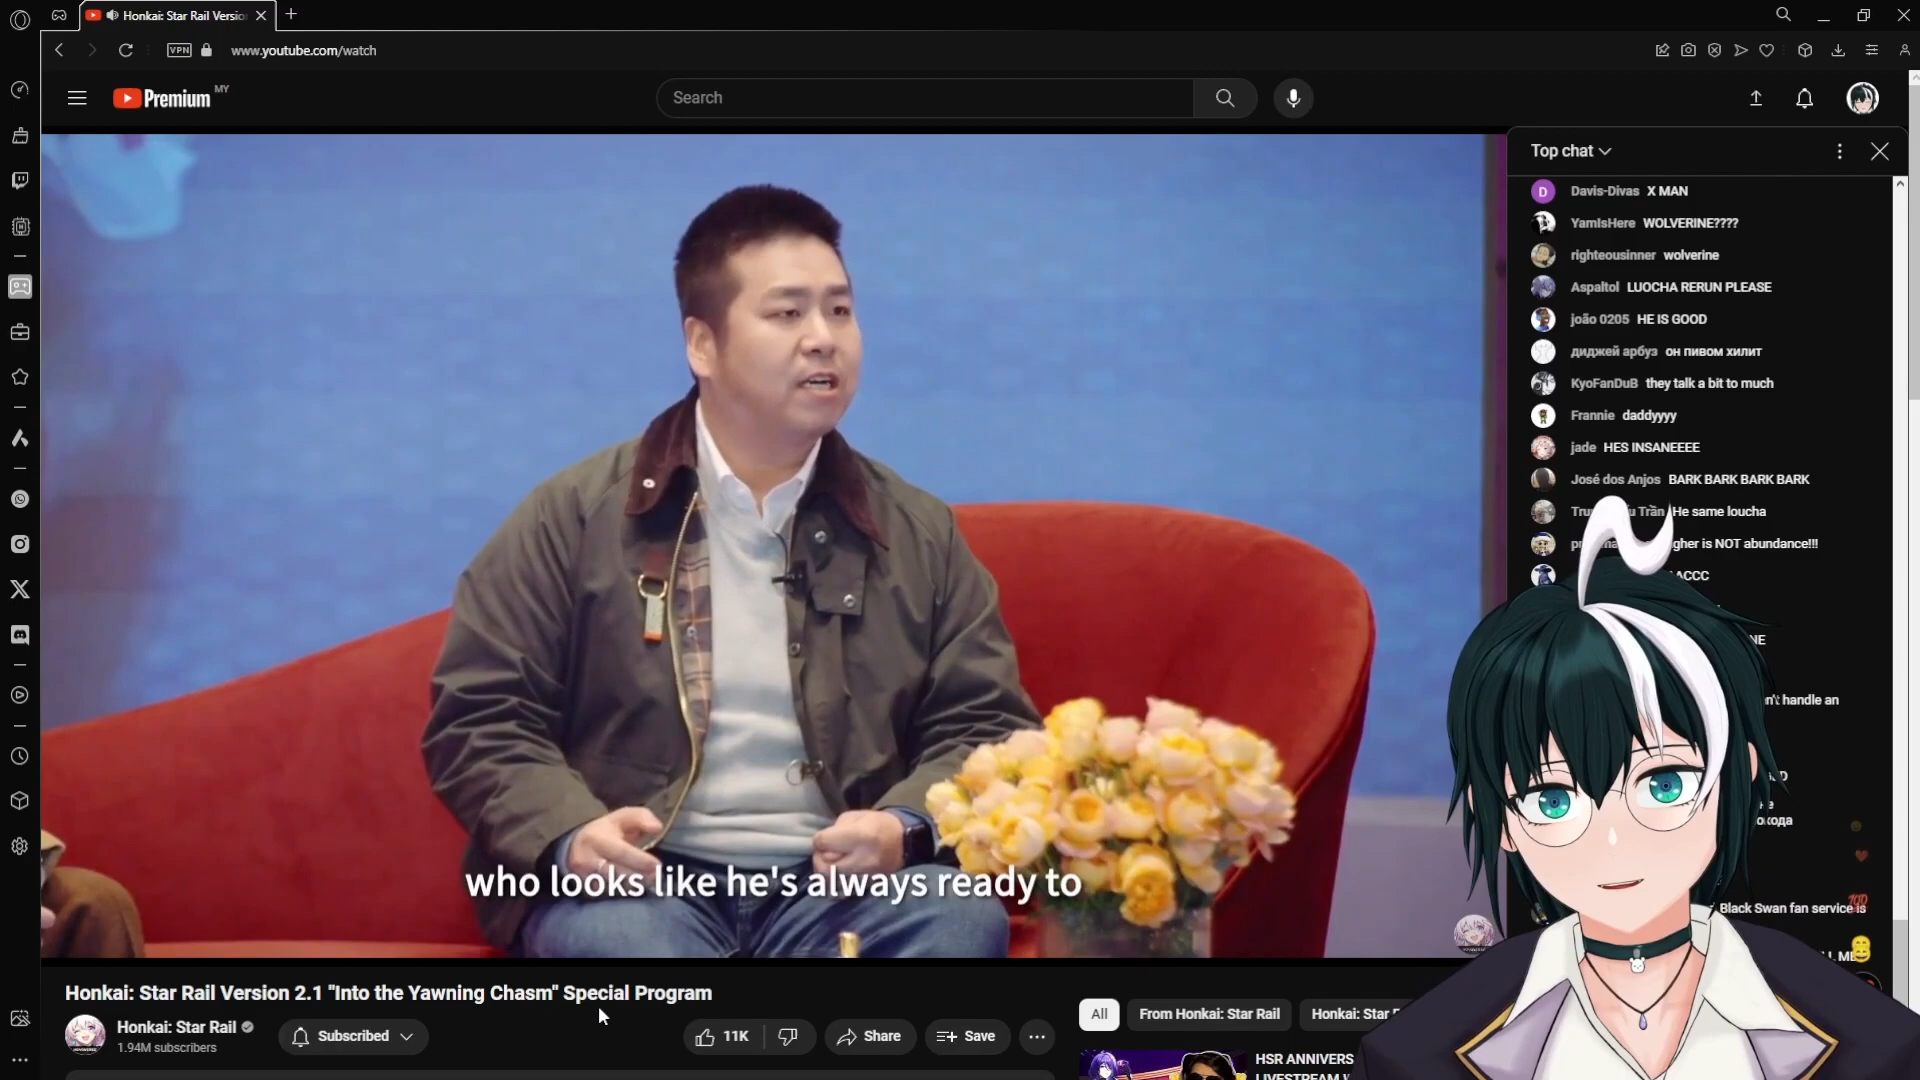 Honkai: Star Rail Versio
VPN
www.youtube.com/watch
Premium MY
Search
Top chat
D Davis-Divas X MAN
YamIsHere WOLVERINE????
righteousinner wolverine
Aspaltol LUOCHA RERUN PLEASE
joão 0205 HE IS GOOD
диджей арбуз он пивом хилит
KyoFanDuB they talk a bit to much
Frannie daddyyyy
jade HES INSANEEEE
José dos Anjos BARK BARK BARK BARK
Trần He same loucha
gher is NOT abundance!!!
ACCC
NE
n't handle an
Black Swan fan service is
who looks like he's always ready to
Honkai: Star Rail Version 2.1 "Into the Yawning Chasm" Special Program
Honkai: Star Rail
1.94M subscribers
Subscribed
11K
Share
Save
All
From Honkai: Star Rail
Honkai: Star
HSR ANNIVERS